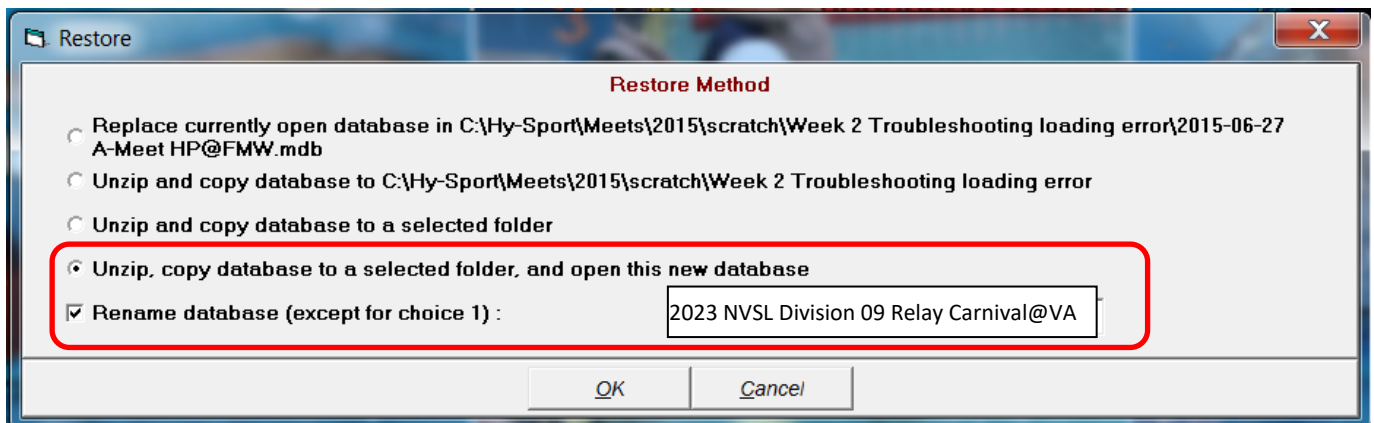 Restore
X
Restore Method
Replace currently open database in C:\Hy-Sport\Meets\2015\scratch\Week 2 Troubleshooting loading error\2015-06-27
A-Meet HP@FMW.mdb
Unzip and copy database to C:\Hy-Sport\Meets\2015\scratch\Week 2 Troubleshooting loading error
Unzip and copy database to a selected folder
Unzip, copy database to a selected folder, and open this new database
Rename database (except for choice 1) : 2023 NVSL Division 09 Relay Carnival@VA
OK Cancel